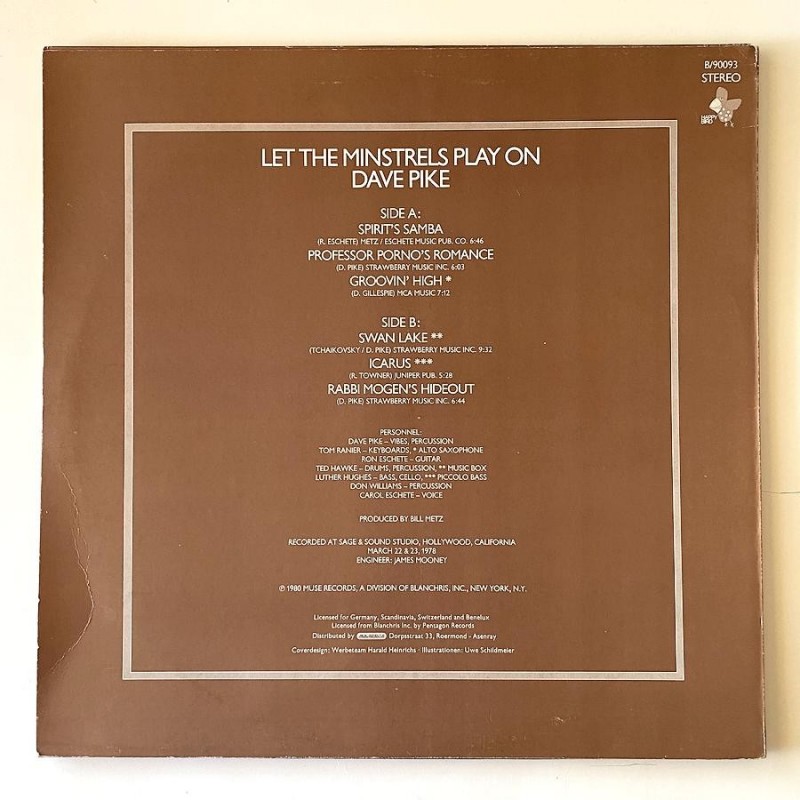 B/90093
STEREO
HAPPY
BIRD
LET THE MINSTRELS PLAY ON
DAVE PIKE
SIDE A:
SPIRIT'S SAMBA
(R. ESCHETE) METZ / ESCHETE MUSIC PUB. CO. 6:46
PROFESSOR PORNO'S ROMANCE
(D. PIKE) STRAWBERRY MUSIC INC. 6:03
GROOVIN' HIGH *
(D. GILLESPIE) MCA MUSIC 7:12
SIDE B:
SWAN LAKE **
(TCHAIKOVSKY / D. PIKE) STRAWBERRY MUSIC INC. 9:32
ICARUS ***
(R. TOWNER) JUNIPER PUB. 5:28
RABBI MOGEN'S HIDEOUT
(D. PIKE) STRAWBERRY MUSIC INC. 6:44
PERSONNEL:
DAVE PIKE – VIBES, PERCUSSION
TOM RANIER – KEYBOARDS, * ALTO SAXOPHONE
RON ESCHETE – GUITAR
TED HAWKE – DRUMS, PERCUSSION, ** MUSIC BOX
LUTHER HUGHES – BASS, CELLO, *** PICCOLO BASS
DON WILLIAMS – PERCUSSION
CAROL ESCHETE – VOICE
PRODUCED BY BILL METZ
RECORDED AT SAGE & SOUND STUDIO, HOLLYWOOD, CALIFORNIA
MARCH 22 & 23, 1978
ENGINEER: JAMES MOONEY
℗ 1980 MUSE RECORDS, A DIVISION OF BLANCHRIS, INC., NEW YORK, N.Y.
Licensed for Germany, Scandinavia, Switzerland and Benelux
Licensed from Blanchris Inc. by Pentagon Records
Distributed by Dorpsstraat 33, Roermond - Asenray
Coverdesign: Werbeteam Harald Heinrichs · Illustrationen: Uwe Schildmeier